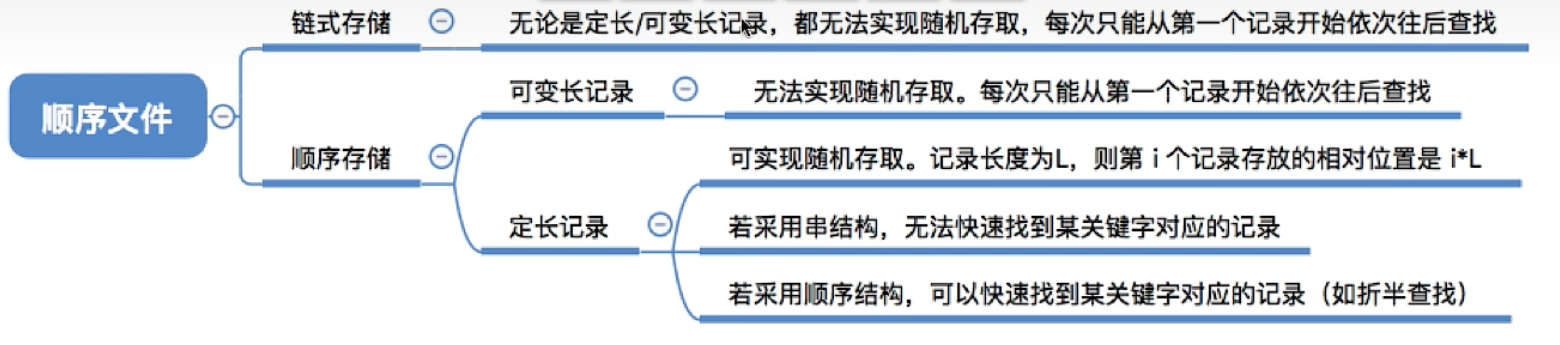 顺序文件
链式存储
无论是定长/可变长记录，都无法实现随机存取，每次只能从第一个记录开始依次往后查找
顺序存储
可变长记录
无法实现随机存取。每次只能从第一个记录开始依次往后查找
定长记录
可实现随机存取。记录长度为L，则第 i 个记录存放的相对位置是 i*L
若采用串结构，无法快速找到某关键字对应的记录
若采用顺序结构，可以快速找到某关键字对应的记录（如折半查找）